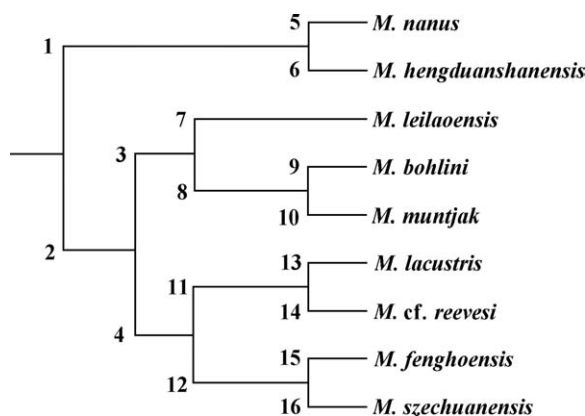 5 M. nanus
1
6 M. hengduanshanensis
7 M. leilaoensis
3
9 M. bohlini
8
10 M. muntjak
2
13 M. lacustris
11
14 M. cf. reevesi
4
15 M. fenghoensis
12
16 M. szechuanensis